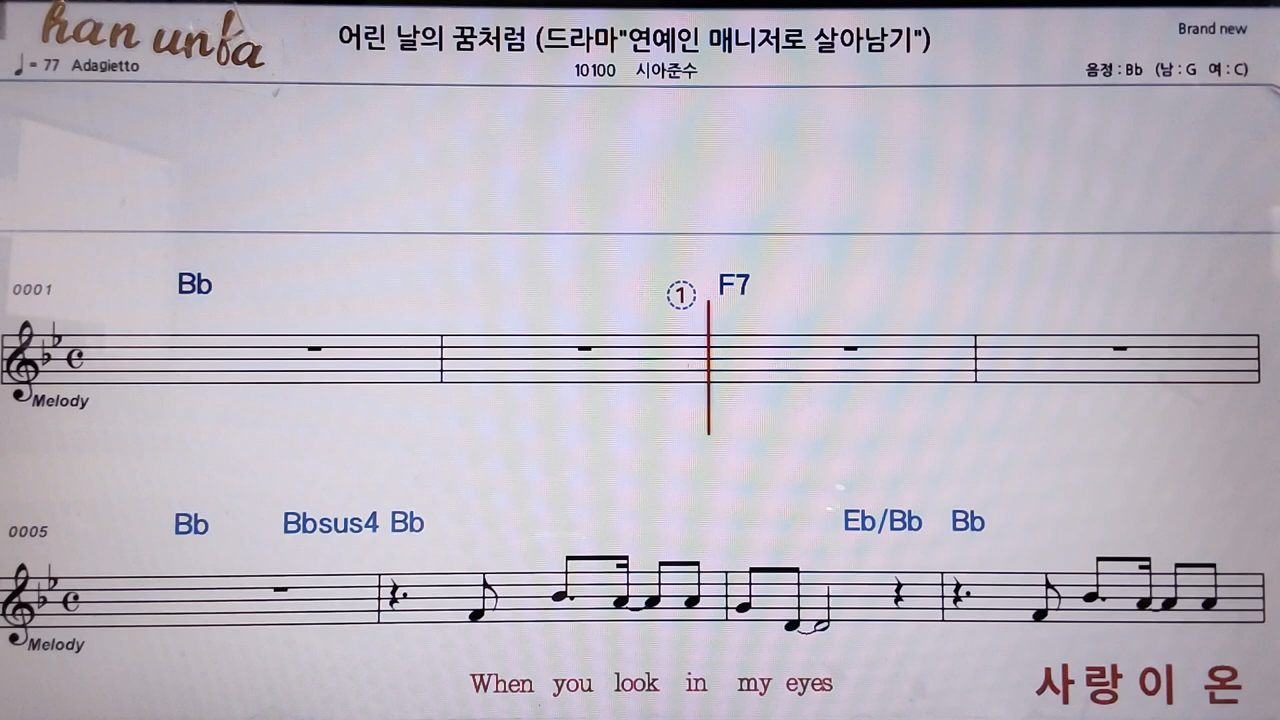 han unfa
어린 날의 꿈처럼 (드라마"연예인 매니저로 살아남기")
Brand new
♩= 77 Adagietto
10100 시아준수
음정 : Bb (남 : G 여 : C)
0001 Bb ① F7
Melody
0005 Bb Bbsus4 Bb Eb/Bb Bb
Melody
When you look in my eyes 사랑이 온